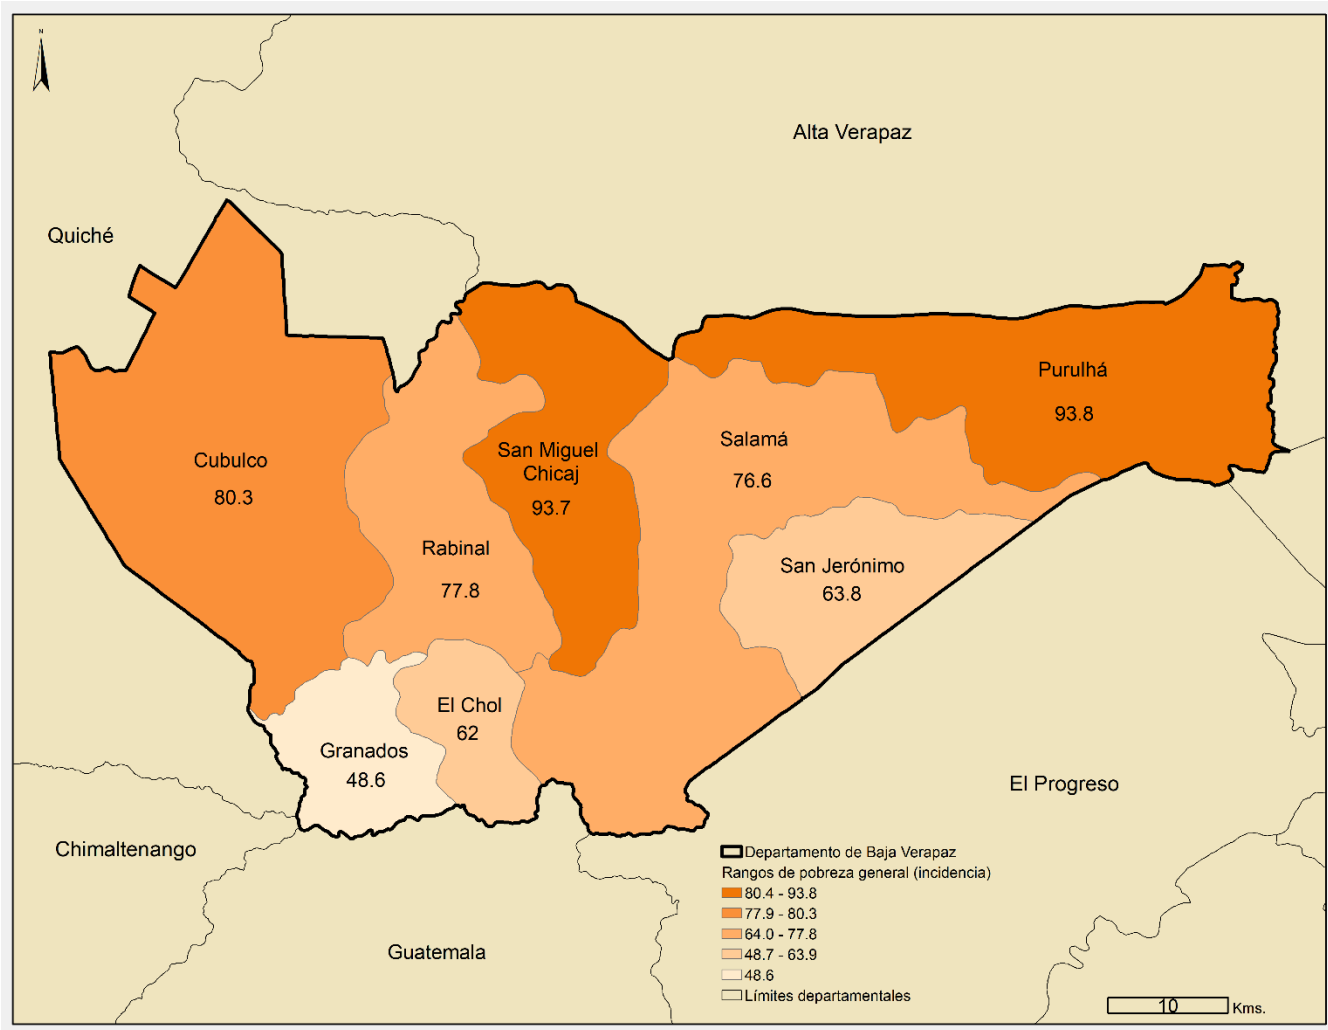 N
Alta Verapaz
Quiché
Purulhá
93.8
Salamá
76.6
San Miguel
Chicaj
93.7
Cubulco
80.3
Rabinal
77.8
San Jerónimo
63.8
El Chol
62
Granados
48.6
El Progreso
Chimaltenango
Guatemala
Departamento de Baja Verapaz
Rangos de pobreza general (incidencia)
80.4 - 93.8
77.9 - 80.3
64.0 - 77.8
48.7 - 63.9
48.6
Límites departamentales
10 Kms.